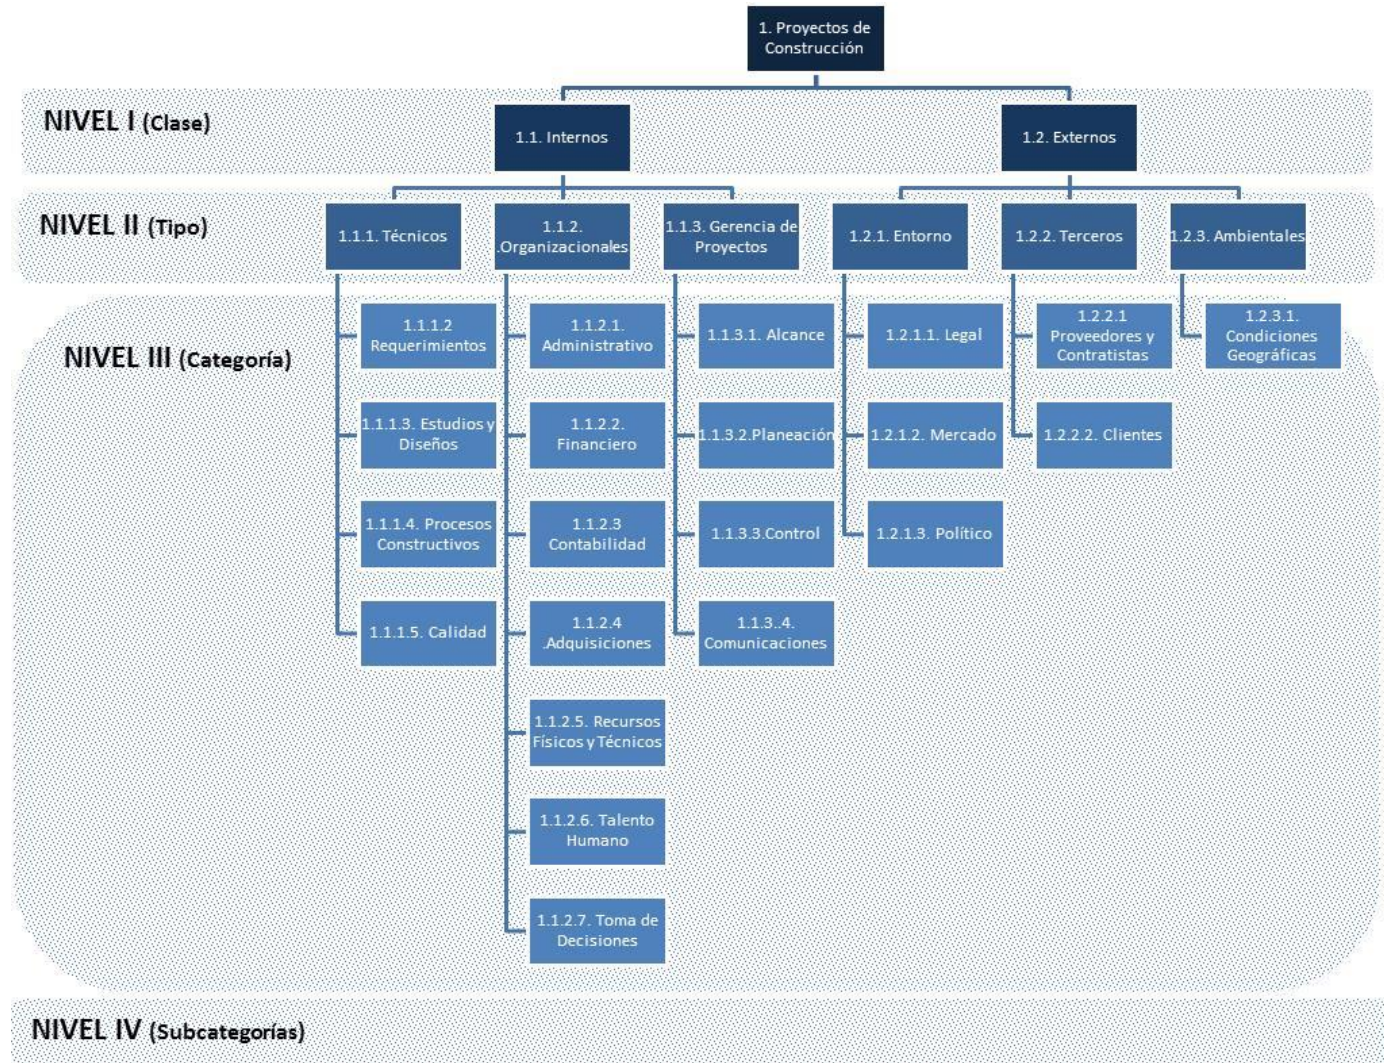 1. Proyectos de
Construcción
NIVEL I (Clase)
1.1. Internos
1.2. Externos
NIVEL II (Tipo)
1.1.1. Técnicos
1.1.2.
.Organizacionales
1.1.3. Gerencia de
Proyectos
1.2.1. Entorno
1.2.2. Terceros
1.2.3. Ambientales
NIVEL III (Categoría)
1.1.1.2
Requerimientos
1.1.2.1.
Administrativo
1.1.3.1. Alcance
1.2.1.1. Legal
1.2.2.1
Proveedores y
Contratistas
1.2.3.1.
Condiciones
Geográficas
1.1.1.3. Estudios y
Diseños
1.1.2.2.
Financiero
1.1.3.2.Planeación
1.2.1.2. Mercado
1.2.2.2. Clientes
1.1.1.4. Procesos
Constructivos
1.1.2.3
Contabilidad
1.1.3.3.Control
1.2.1.3. Político
1.1.1.5. Calidad
1.1.2.4
.Adquisiciones
1.1.3..4.
Comunicaciones
1.1.2.5. Recursos
Físicos y Técnicos
1.1.2.6. Talento
Humano
1.1.2.7. Toma de
Decisiones
NIVEL IV (Subcategorías)